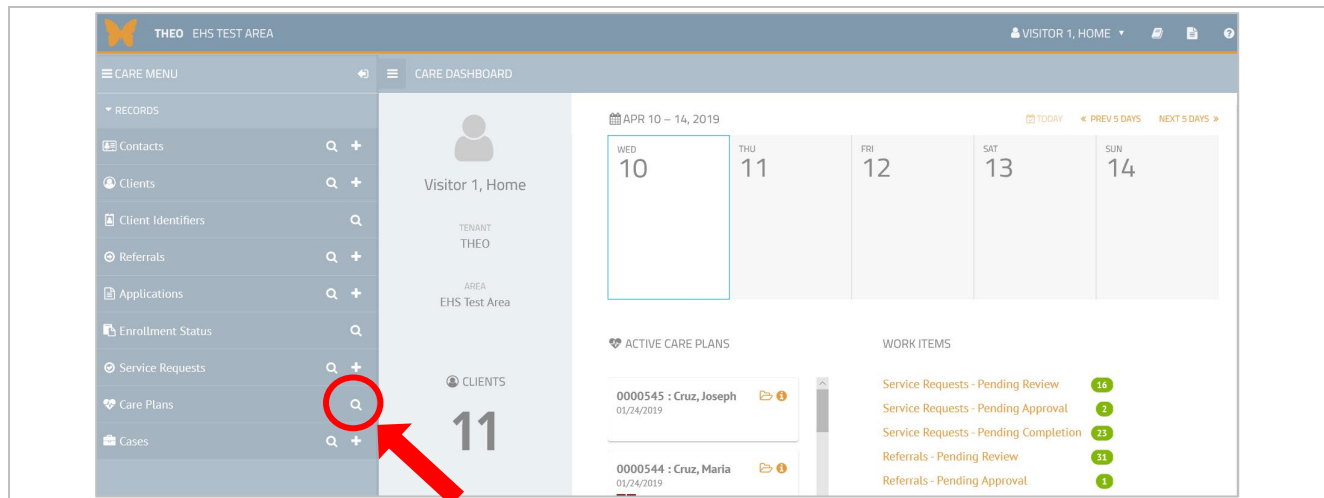 THEO EHS TEST AREA
VISITOR 1, HOME
CARE MENU
CARE DASHBOARD
RECORDS
Contacts
Clients
Client Identifiers
Referrals
Applications
Enrollment Status
Service Requests
Care Plans
Cases
Visitor 1, Home
TENANT
THEO
AREA
EHS Test Area
CLIENTS
11
APR 10 – 14, 2019
TODAY « PREV 5 DAYS NEXT 5 DAYS »
WED THU FRI SAT SUN
10 11 12 13 14
ACTIVE CARE PLANS
0000545 : Cruz, Joseph
01/24/2019
0000544 : Cruz, Maria
01/24/2019
WORK ITEMS
Service Requests - Pending Review 16
Service Requests - Pending Approval 2
Service Requests - Pending Completion 23
Referrals - Pending Review 31
Referrals - Pending Approval 1